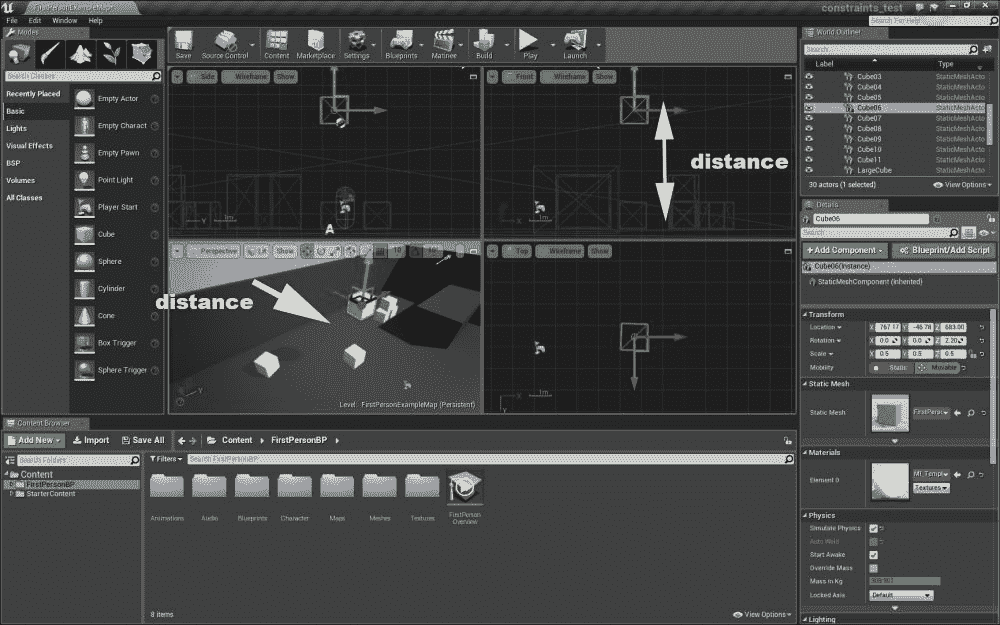 FirstPersonExampleMap
constraints_test
File Edit Window Help
Search For Help
Modes
Search Classes
Recently Placed
Basic
Lights
Visual Effects
BSP
Volumes
All Classes
Empty Actor
Empty Charact
Empty Pawn
Point Light
Player Start
Cube
Sphere
Cylinder
Cone
Box Trigger
Sphere Trigger
Save Source Control Content Marketplace Settings Blueprints Matinee Build Play Launch
Side Wireframe Show
Y 1m
A
Front Wireframe Show
distance
X 1m
Perspective Lit Show 10
distance
Y
Level: FirstPersonExampleMap (Persistent)
Top Wireframe Show
X 1m
Y
World Outliner
Search
Label Type
Cube03 StaticMeshActo
Cube04 StaticMeshActo
Cube05 StaticMeshActo
Cube06 StaticMeshActo
Cube07 StaticMeshActo
Cube08 StaticMeshActo
Cube09 StaticMeshActo
Cube10 StaticMeshActo
Cube11 StaticMeshActo
LargeCube StaticMeshActo
30 actors (1 selected) View Options
Details
Cube06
Search
Add Component Blueprint/Add Script
Cube06(Instance)
StaticMeshComponent (Inherited)
Transform
Location X 767.17 Y -46.78 Z 683.00
Rotation X 0.0 Y 0.0 Z 2.20
Scale X 0.5 Y 0.5 Z 0.5
Mobility Static Movable
Static Mesh
Static Mesh FirstPers
Materials
Element 0 MI_Templ
Textures
Physics
Simulate Physics
Auto Weld
Start Awake
Override Mass
Mass in Kg
Locked Axis Default
Lighting
Content Browser
Add New Import Save All Content FirstPersonBP
Search Folders
Filters Search FirstPersonBP
Content
FirstPersonBP
StarterContent
Animations Audio Blueprints Character Maps Meshes Textures FirstPerson
Overview
8 items View Options